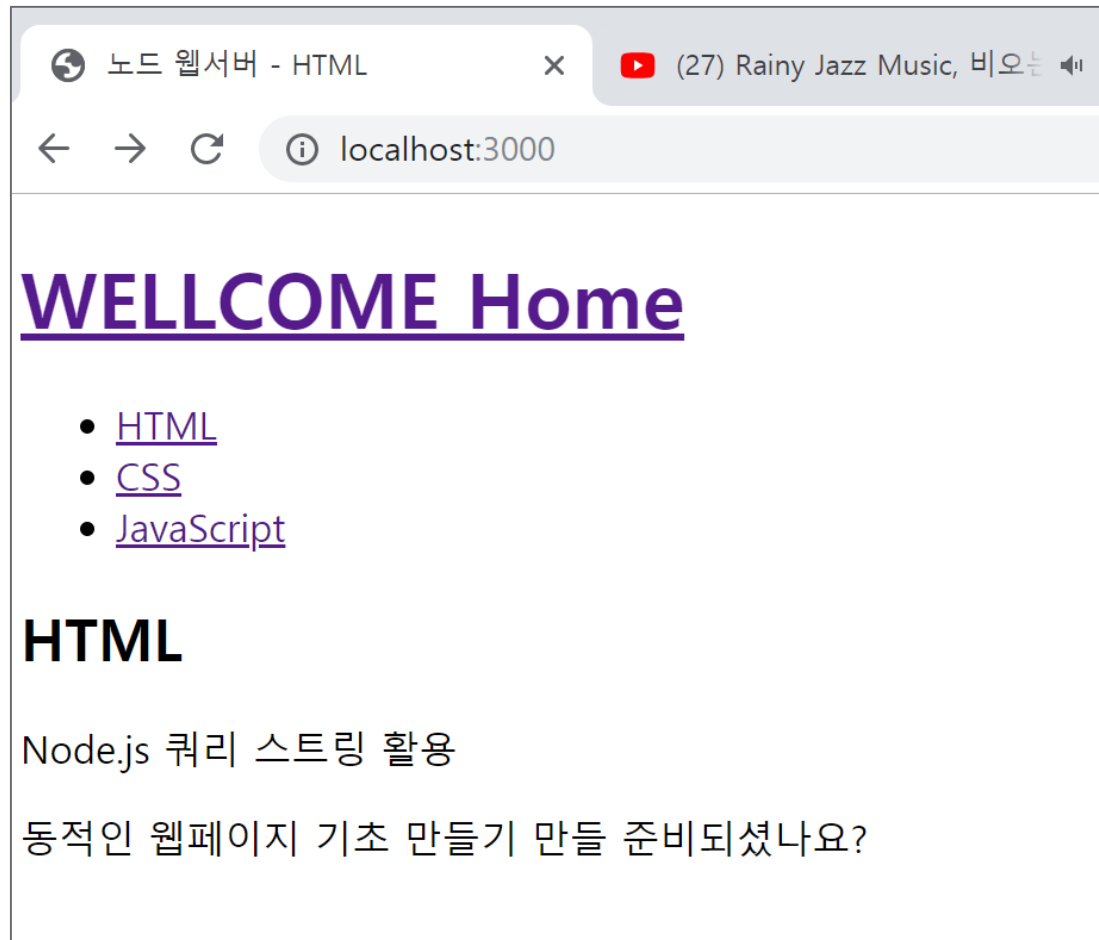 노드 웹서버 - HTML
(27) Rainy Jazz Music, 비오는
localhost:3000
WELLCOME Home
HTML
CSS
JavaScript
HTML
Node.js 쿼리 스트링 활용
동적인 웹페이지 기초 만들기 만들 준비되셨나요?